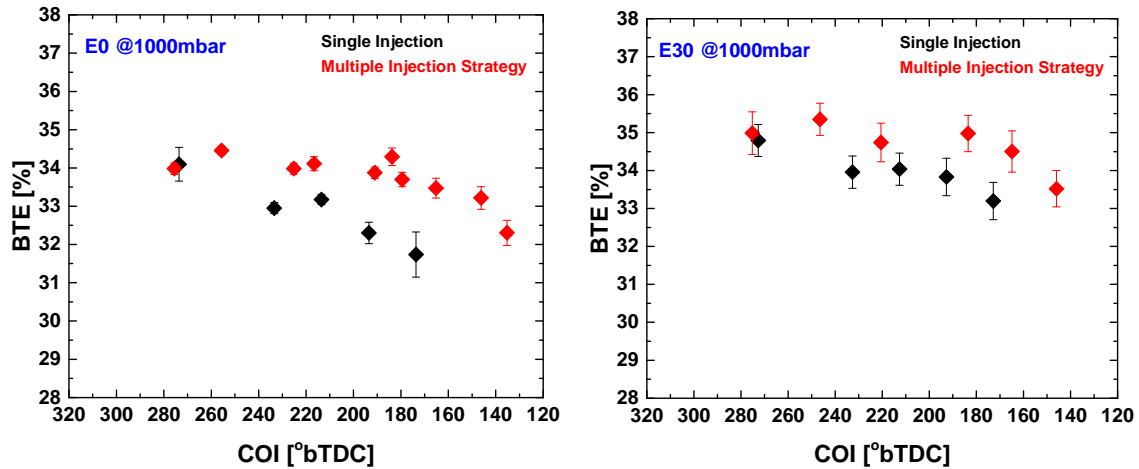 E0 @1000mbar
Single Injection
Multiple Injection Strategy
BTE [%]
38
37
36
35
34
33
32
31
30
29
28
320 300 280 260 240 220 200 180 160 140 120
COI [ºbTDC]
E30 @1000mbar
Single Injection
Multiple Injection Strategy
BTE [%]
38
37
36
35
34
33
32
31
30
29
28
320 300 280 260 240 220 200 180 160 140 120
COI [ºbTDC]